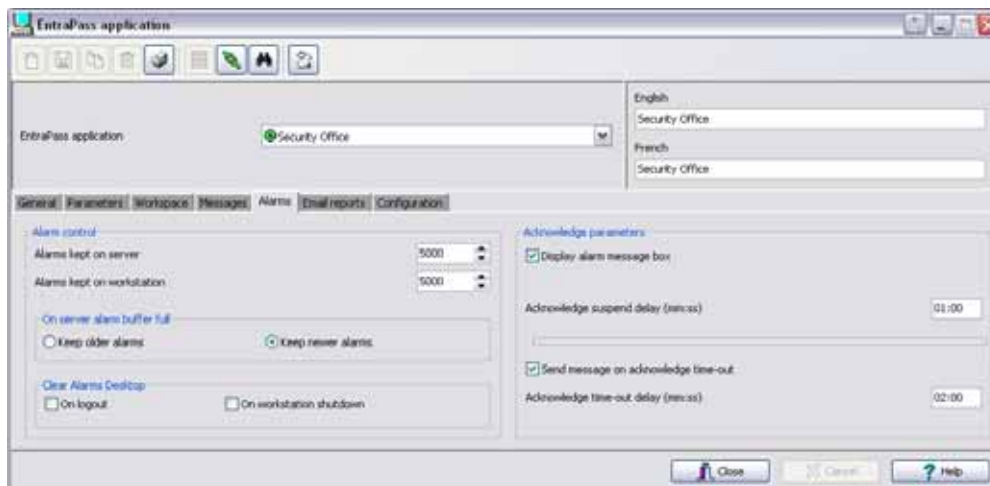 EntraPass application
English
Security Office
EntraPass application
Security Office
French
Security Office
General Parameters Workspace Messages Alarms Email reports Configuration
Alarm control
Alarms kept on server
5000
Alarms kept on workstation
5000
On server alarm buffer full
Keep older alarms
Keep newer alarms
Clear Alarms Desktop
On logout
On workstation shutdown
Acknowledge parameters
Display alarm message box
Acknowledge suspend delay (mm:ss)
01:00
Send message on acknowledge time-out
Acknowledge time-out delay (mm:ss)
02:00
Close
Cancel
Help